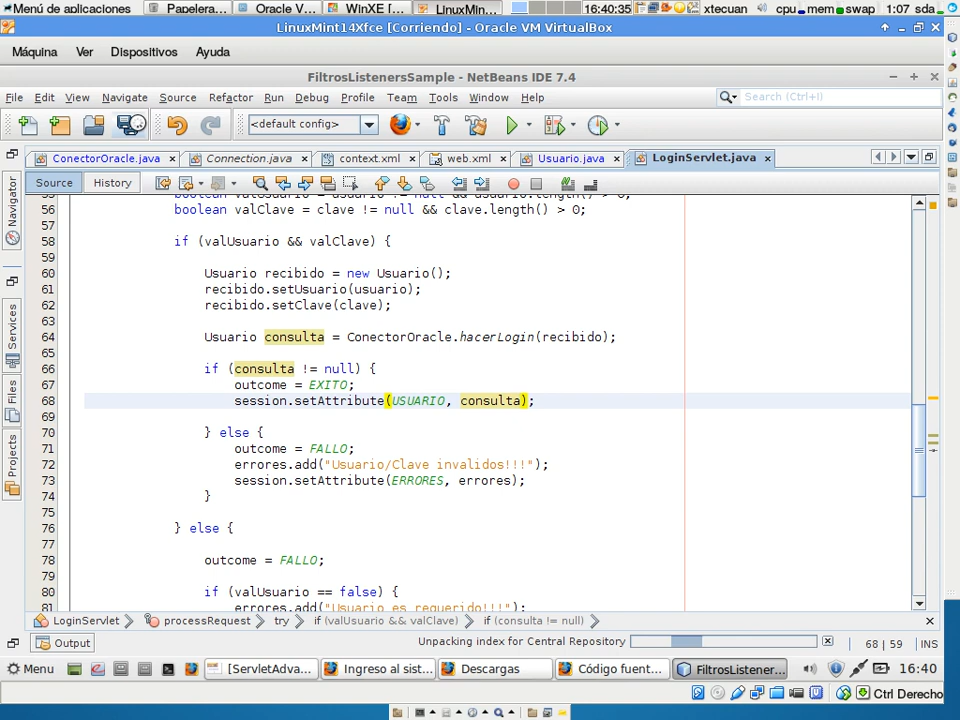 Menú de aplicaciones
Papelera...
Oracle V...
WinXE [...
LinuxMin...
16:40:35
xtecuan
cpu
mem
swap
1:07 sda
LinuxMint14Xfce [Corriendo] - Oracle VM VirtualBox
Máquina Ver Dispositivos Ayuda
FiltrosListenersSample - NetBeans IDE 7.4
File Edit View Navigate Source Refactor Run Debug Profile Team Tools Window Help
Search (Ctrl+I)
<default config>
ConectorOracle.java
Connection.java
context.xml
web.xml
Usuario.java
LoginServlet.java
Source History
Navigator
Services
Files
Projects
56 boolean valClave = clave != null && clave.length() > 0;
57
58 if (valUsuario && valClave) {
59
60 Usuario recibido = new Usuario();
61 recibido.setUsuario(usuario);
62 recibido.setClave(clave);
63
64 Usuario consulta = ConectorOracle.hacerLogin(recibido);
65
66 if (consulta != null) {
67 outcome = EXITO;
68 session.setAttribute(USUARIO, consulta);
69
70 } else {
71 outcome = FALLO;
72 errores.add("Usuario/Clave invalidos!!!");
73 session.setAttribute(ERRORES, errores);
74 }
75
76 } else {
77
78 outcome = FALLO;
79
80 if (valUsuario == false) {
81 errores.add("Usuario es requerido!!!");
LoginServlet
processRequest
try
if (valUsuario && valClave)
if (consulta != null)
Output
Unpacking index for Central Repository
68 | 59
INS
Menu
[ServletAdva...
Ingreso al sist...
Descargas
Código fuent...
FiltrosListener...
16:40
Ctrl Derecho